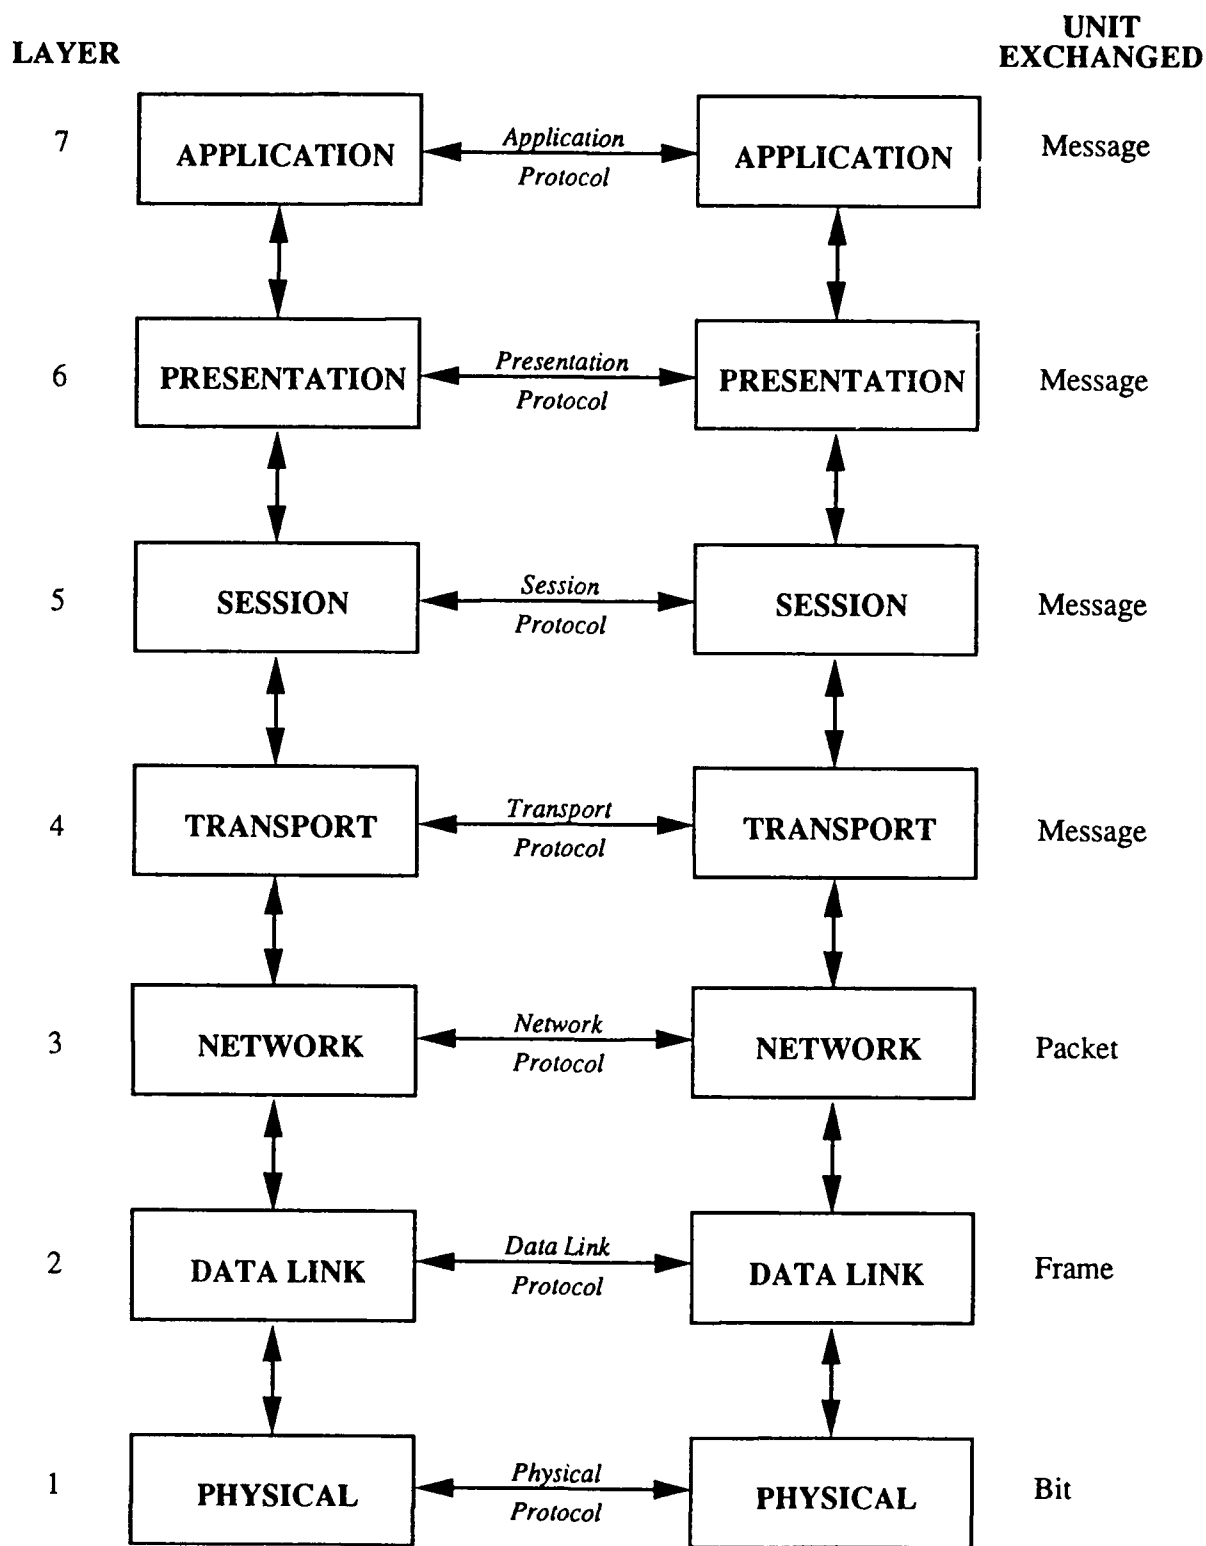 LAYER
UNIT
EXCHANGED
7
APPLICATION
Application
Protocol
APPLICATION
Message
6
PRESENTATION
Presentation
Protocol
PRESENTATION
Message
5
SESSION
Session
Protocol
SESSION
Message
4
TRANSPORT
Transport
Protocol
TRANSPORT
Message
3
NETWORK
Network
Protocol
NETWORK
Packet
2
DATA LINK
Data Link
Protocol
DATA LINK
Frame
1
PHYSICAL
Physical
Protocol
PHYSICAL
Bit